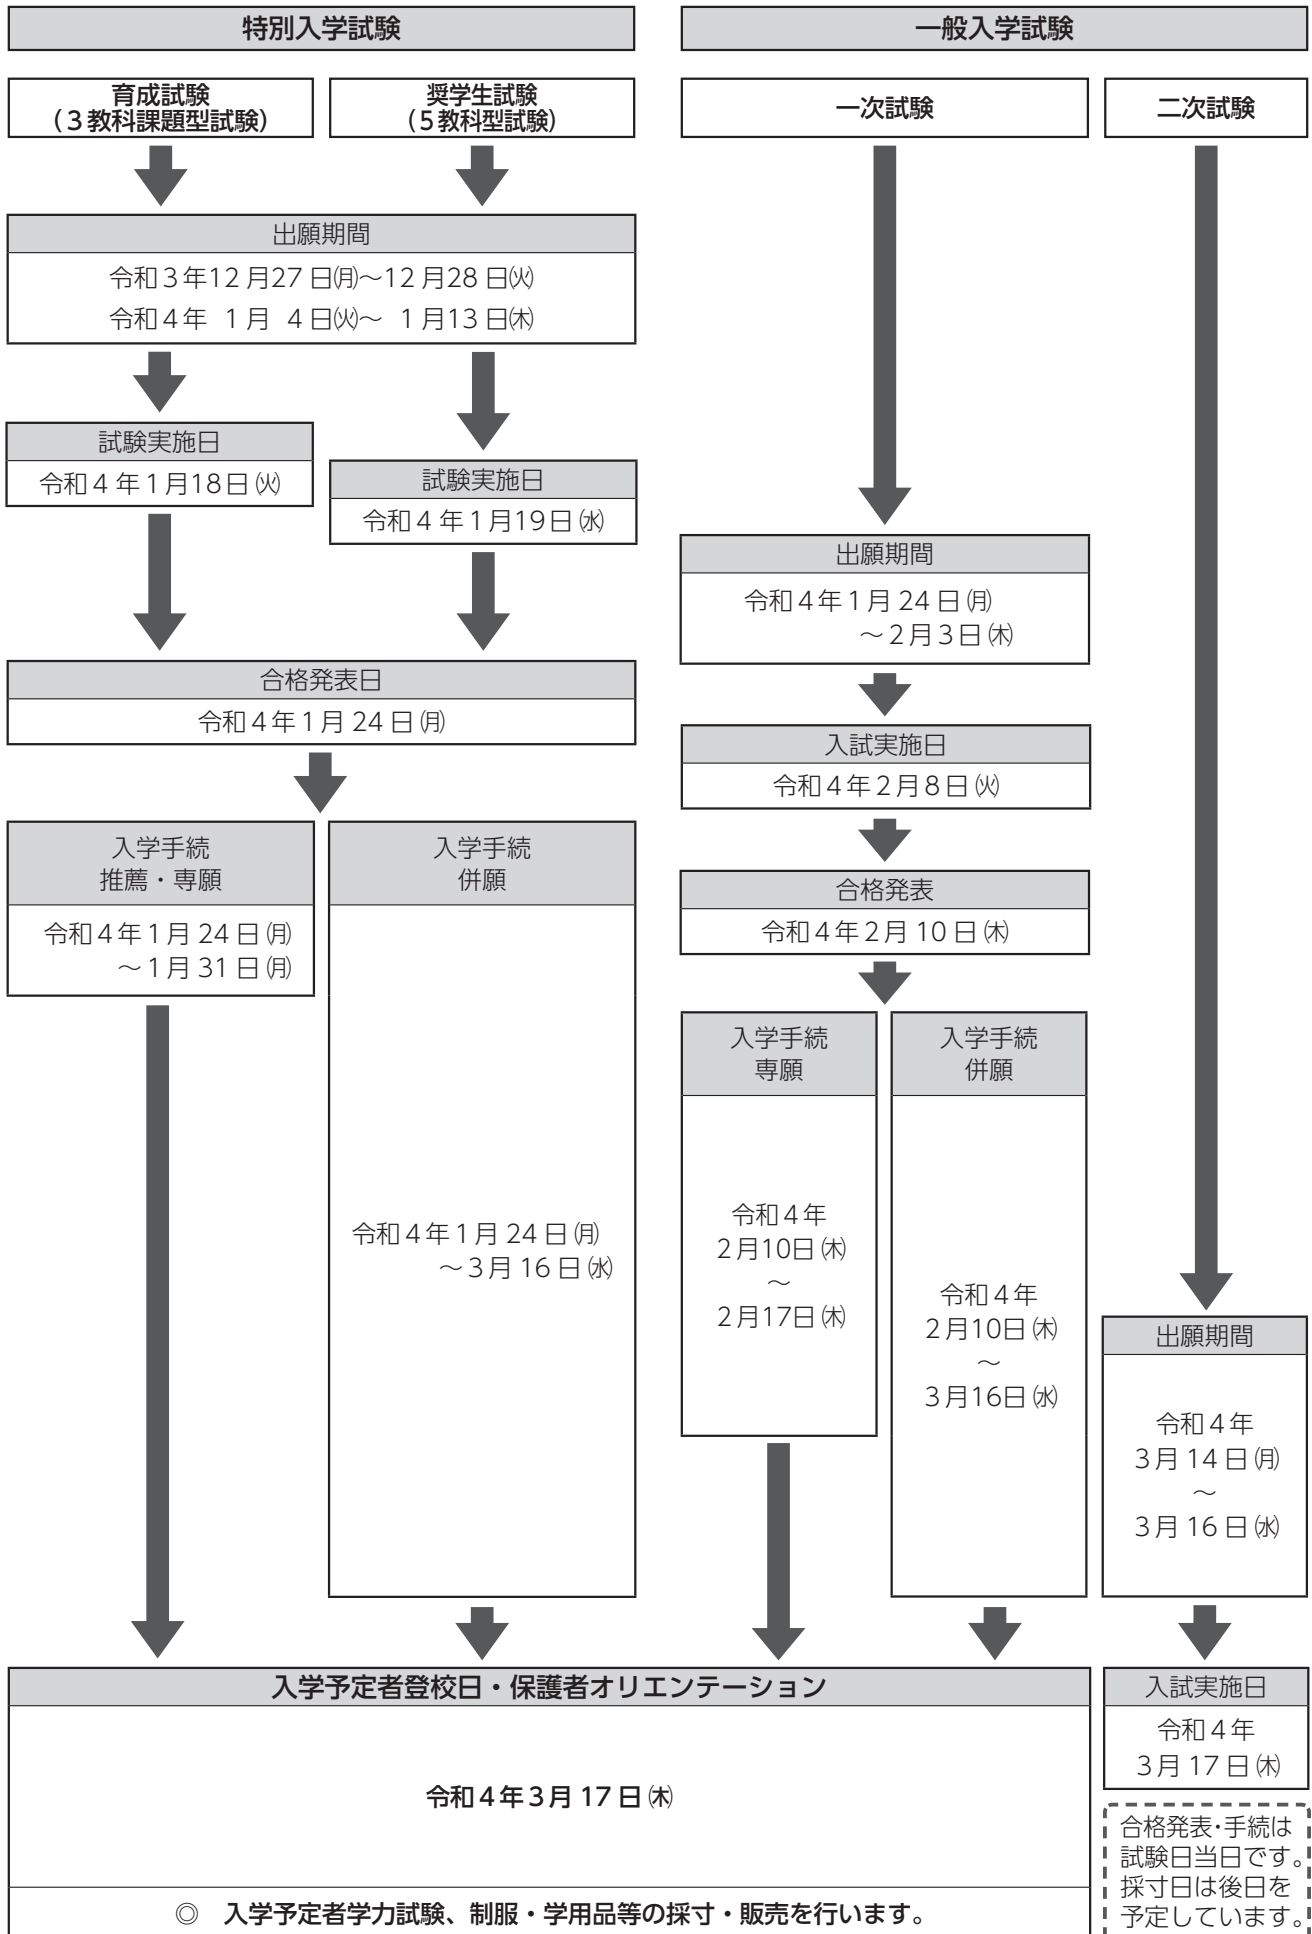 特別入学試験
育成試験
(3教科課題型試験)
奨学生試験
(5教科型試験)
出願期間
令和3年12月27日㈪～12月28日㈫
令和4年 1月 4日㈫～ 1月13日㈭
試験実施日
令和4年1月18日㈫
試験実施日
令和4年1月19日㈬
合格発表日
令和4年1月24日㈪
入学手続
推薦・専願
令和4年1月24日㈪
～1月31日㈪
入学手続
併願
令和4年1月24日㈪
～3月16日㈬
一般入学試験
一次試験
出願期間
令和4年1月24日㈪
～2月3日㈭
入試実施日
令和4年2月8日㈫
合格発表
令和4年2月10日㈭
入学手続
専願
令和4年
2月10日㈭
～
2月17日㈭
入学手続
併願
令和4年
2月10日㈭
～
3月16日㈬
入学予定者登校日・保護者オリエンテーション
令和4年3月17日㈭
◎ 入学予定者学力試験、制服・学用品等の採寸・販売を行います。
二次試験
出願期間
令和4年
3月14日㈪
～
3月16日㈬
入試実施日
令和4年
3月17日㈭
合格発表・手続は
試験日当日です。
採寸日は後日を
予定しています。